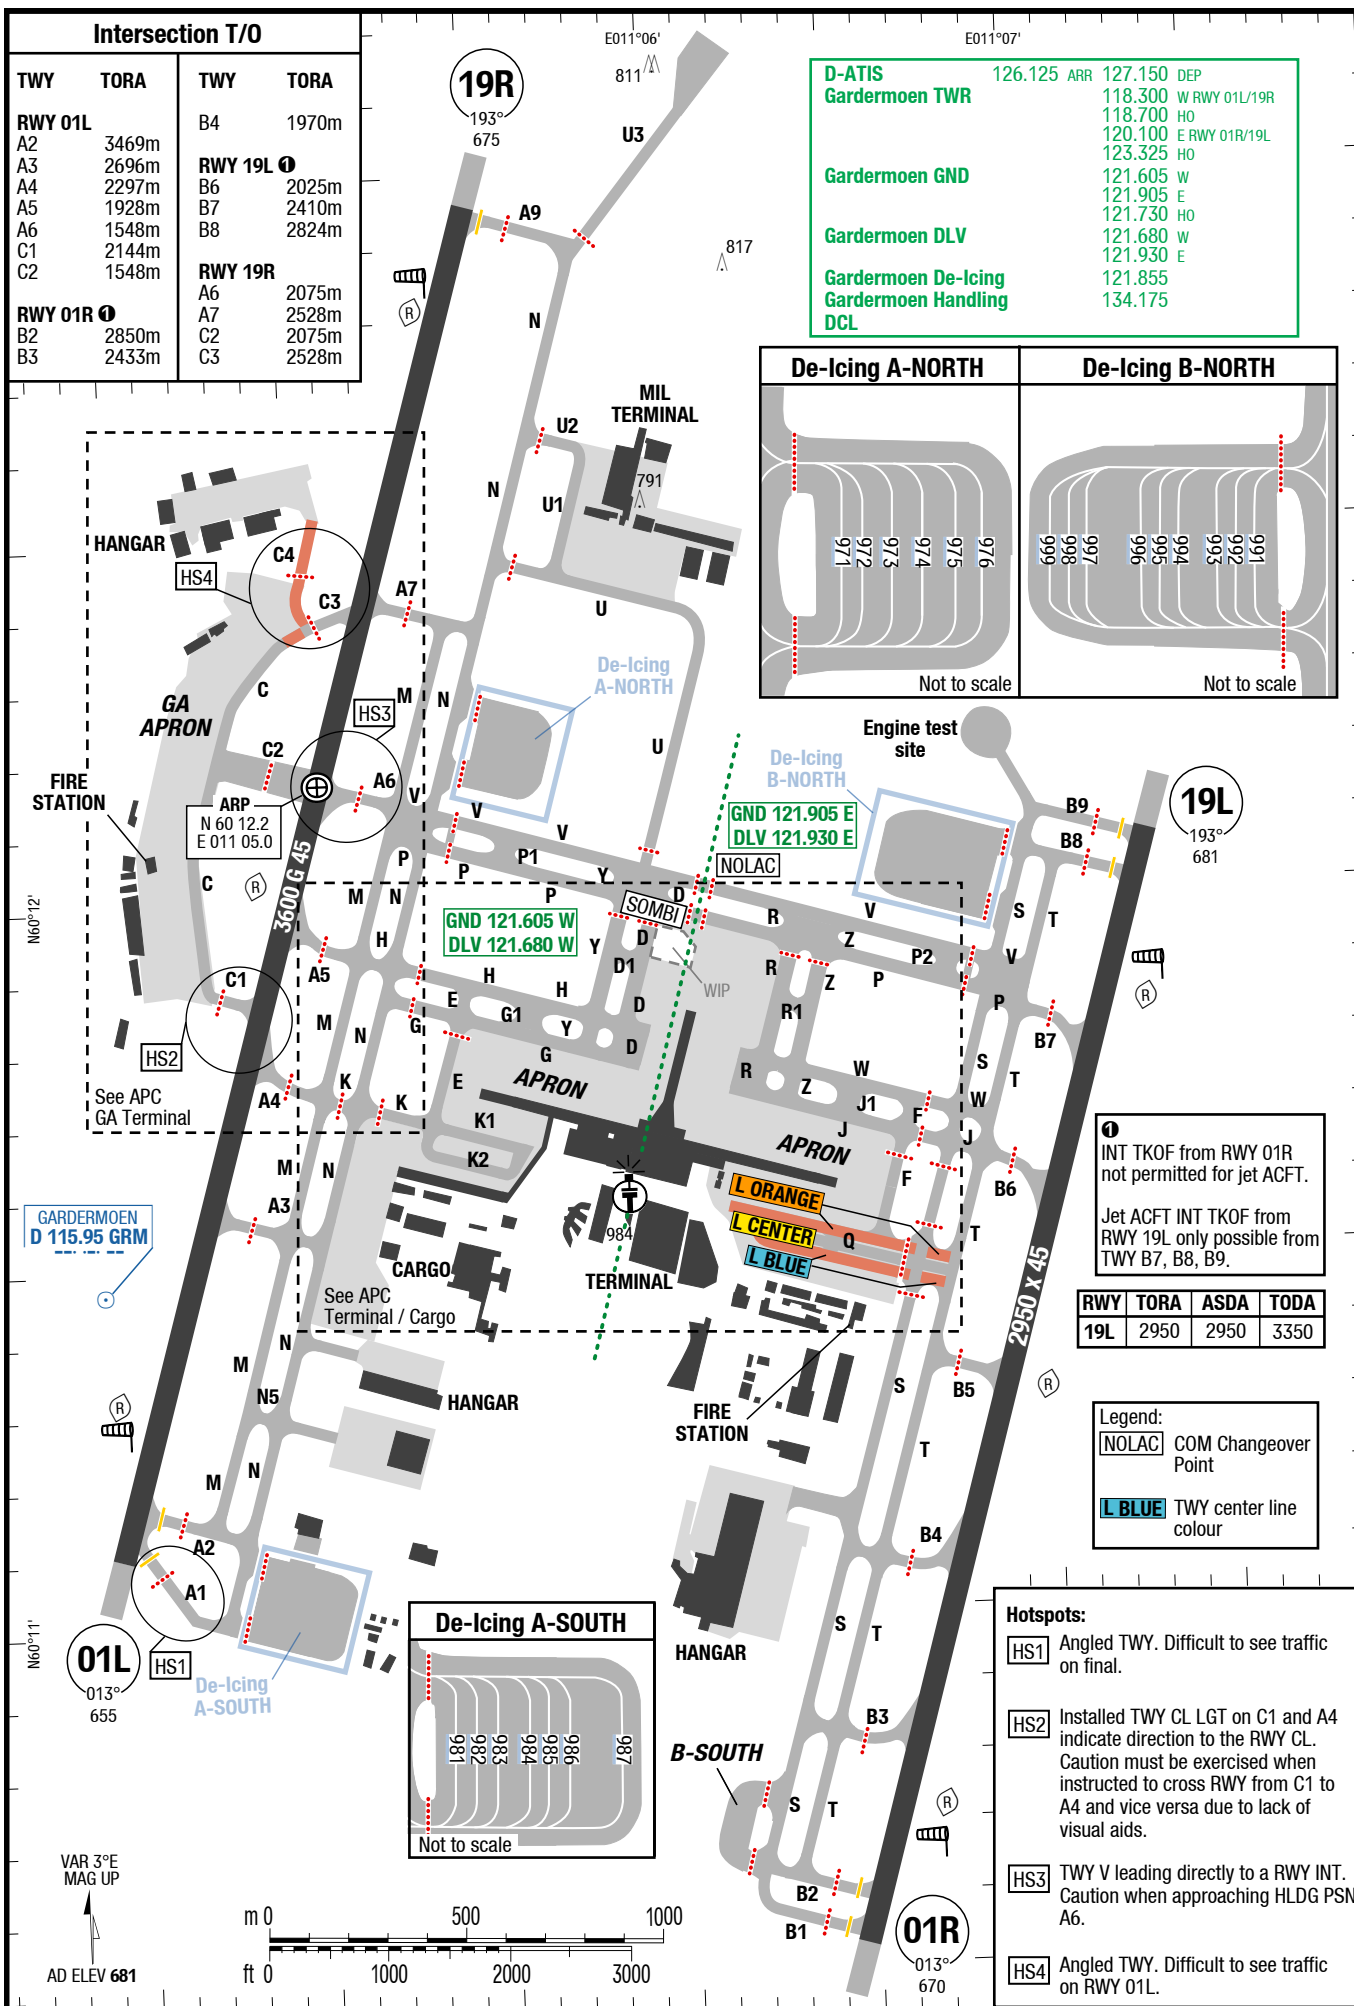 Intersection T/O
TWY TORA
RWY 01L
A2 3469m
A3 2696m
A4 2297m
A5 1928m
A6 1548m
C1 2144m
C2 1548m
RWY 01R ❶
B2 2850m
B3 2433m
TWY TORA
B4 1970m
RWY 19L ❶
B6 2025m
B7 2410m
B8 2824m
RWY 19R
A6 2075m
A7 2528m
C2 2075m
C3 2528m
E011°06'
E011°07'
811
817
19R
193°
675
D-ATIS 126.125 ARR 127.150 DEP
Gardermoen TWR 118.300 W RWY 01L/19R
118.700 HO
120.100 E RWY 01R/19L
123.325 HO
Gardermoen GND 121.605 W
121.905 E
121.730 HO
Gardermoen DLV 121.680 W
121.930 E
Gardermoen De-Icing 121.855
Gardermoen Handling 134.175
DCL
U3
A9
R
N
De-Icing A-NORTH
971
972
973
974
975
976
Not to scale
De-Icing B-NORTH
999
998
997
996
995
994
993
992
991
Not to scale
MIL
TERMINAL
U2
791
N
U1
HANGAR
C4
HS4
C3
A7
U
C
GA
APRON
M
N
De-Icing
A-NORTH
HS3
U
Engine test
site
De-Icing
B-NORTH
C2
A6
V
FIRE
STATION
ARP
N 60 12.2
E 011 05.0
GND 121.905 E
DLV 121.930 E
B9
B8
19L
193°
681
V
V
P
P1
P
Y
P
NOLAC
3600 G 45
C
R
M
N
D
SOMBI
R
V
S
T
N60°12'
GND 121.605 W
DLV 121.680 W
H
Y
D
D1
Z
P2
P
V
A5
R
Z
C1
E
H
H
G1
G
Y
D
D
WIP
R1
P
R
M
N
G
B7
HS2
K
E
APRON
R
Z
W
S
T
See APC
GA Terminal
A4
K
K1
K2
J1
J
F
W
J
M
N
APRON
F
B6
❶
INT TKOF from RWY 01R
not permitted for jet ACFT.
Jet ACFT INT TKOF from
RWY 19L only possible from
TWY B7, B8, B9.
A3
L ORANGE
L CENTER
L BLUE
Q
T
GARDERMOEN
D 115.95 GRM
984
CARGO
TERMINAL
See APC
Terminal / Cargo
2950 x 45
RWY TORA ASDA TODA
19L 2950 2950 3350
N
M
N5
S
B5
R
R
HANGAR
FIRE
STATION
T
Legend:
NOLAC COM Changeover
Point
L BLUE TWY center line
colour
M
N
B4
A2
A1
HS1
01L
013°
655
N60°11'
De-Icing
A-SOUTH
De-Icing A-SOUTH
981
982
983
984
985
986
987
Not to scale
HANGAR
S
T
B3
B-SOUTH
S
T
R
B2
B1
01R
013°
670
Hotspots:
HS1 Angled TWY. Difficult to see traffic
on final.
HS2 Installed TWY CL LGT on C1 and A4
indicate direction to the RWY CL.
Caution must be exercised when
instructed to cross RWY from C1 to
A4 and vice versa due to lack of
visual aids.
HS3 TWY V leading directly to a RWY INT.
Caution when approaching HLDG PSN
A6.
HS4 Angled TWY. Difficult to see traffic
on RWY 01L.
VAR 3°E
MAG UP
AD ELEV 681
m 0 500 1000
ft 0 1000 2000 3000